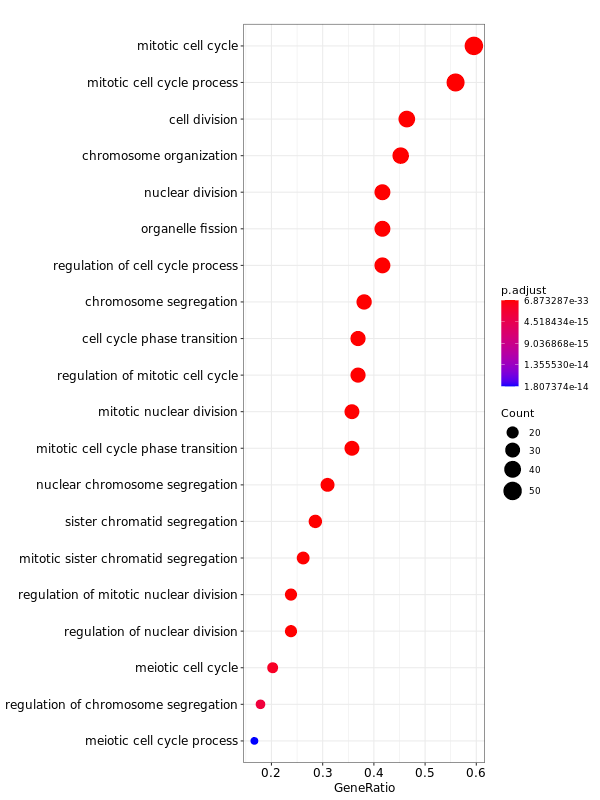 mitotic cell cycle
mitotic cell cycle process
cell division
chromosome organization
nuclear division
organelle fission
regulation of cell cycle process
chromosome segregation
cell cycle phase transition
regulation of mitotic cell cycle
mitotic nuclear division
mitotic cell cycle phase transition
nuclear chromosome segregation
sister chromatid segregation
mitotic sister chromatid segregation
regulation of mitotic nuclear division
regulation of nuclear division
meiotic cell cycle
regulation of chromosome segregation
meiotic cell cycle process
0.2 0.3 0.4 0.5 0.6
GeneRatio
p.adjust
6.873287e-33
4.518434e-15
9.036868e-15
1.355530e-14
1.807374e-14
Count
20
30
40
50